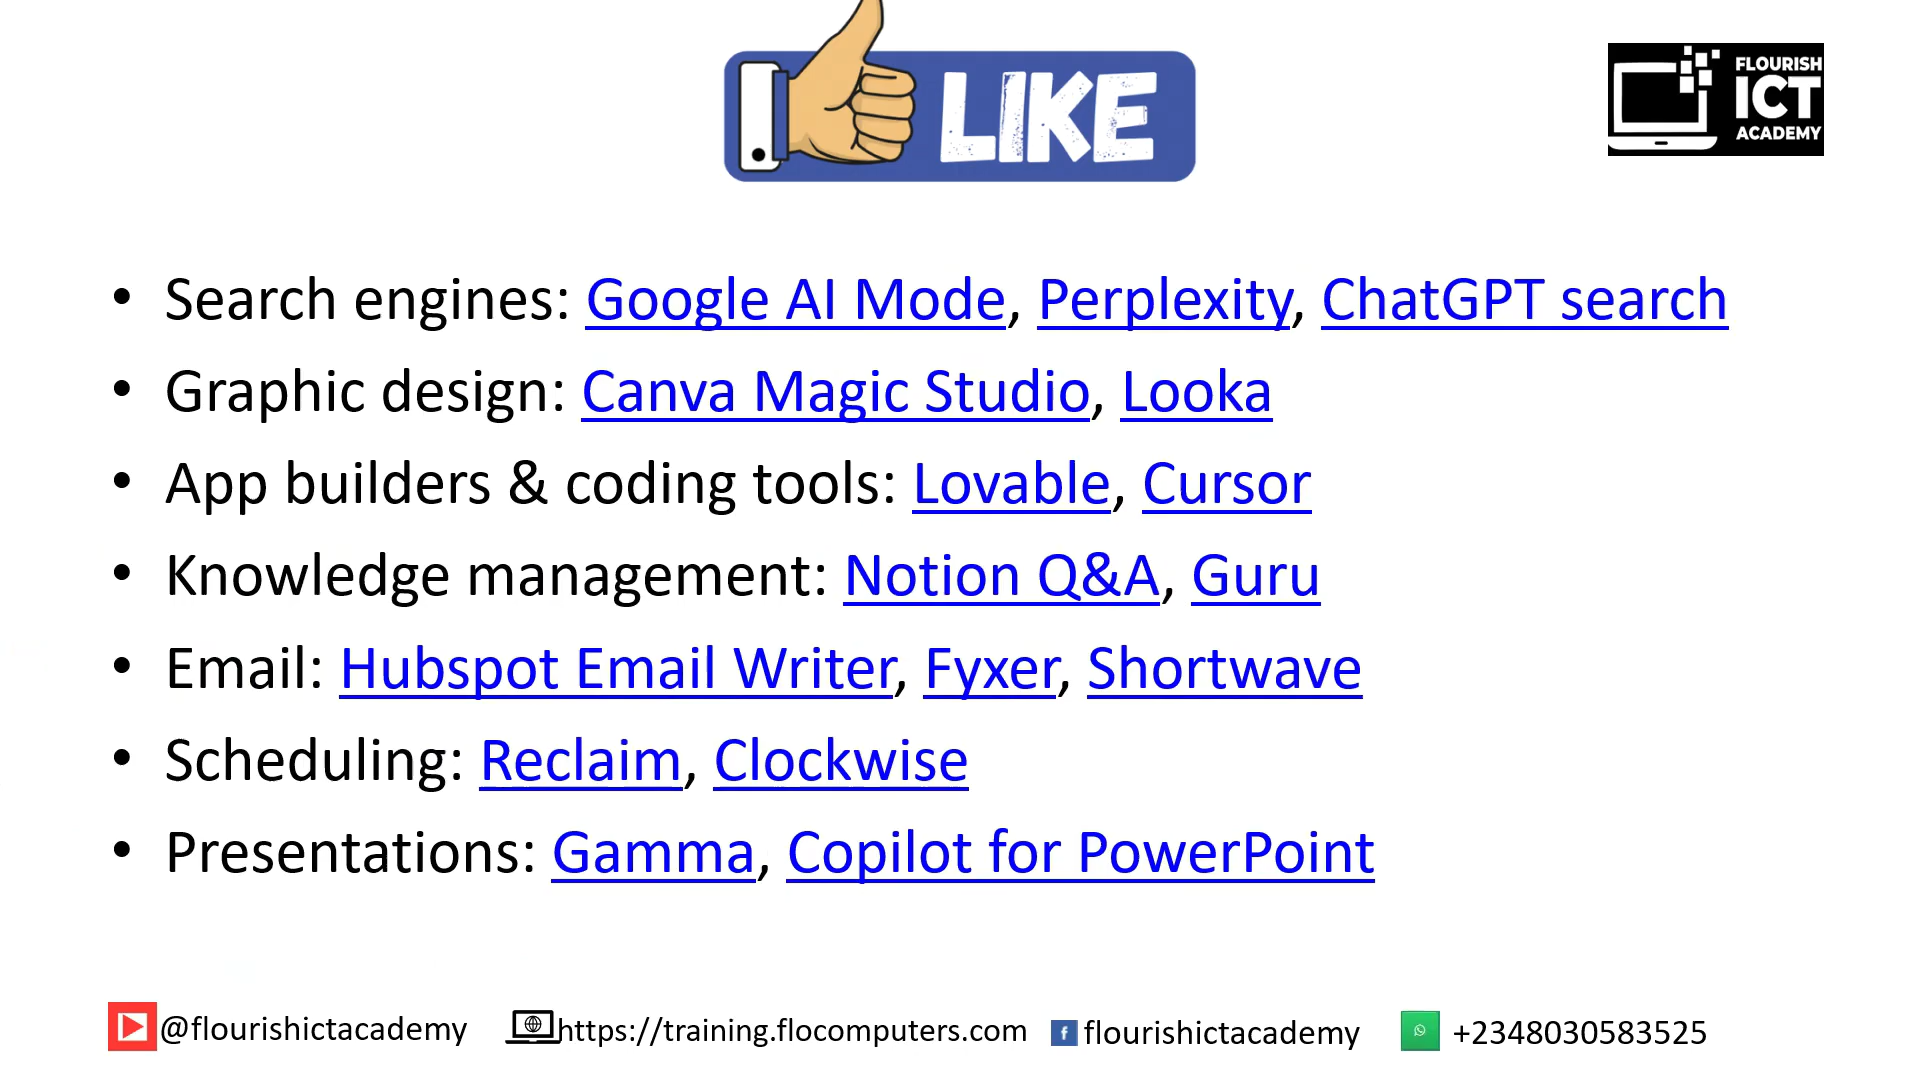 LIKE
FLOURISH
ICT
ACADEMY
• Search engines: Google AI Mode, Perplexity, ChatGPT search
• Graphic design: Canva Magic Studio, Looka
• App builders & coding tools: Lovable, Cursor
• Knowledge management: Notion Q&A, Guru
• Email: Hubspot Email Writer, Fyxer, Shortwave
• Scheduling: Reclaim, Clockwise
• Presentations: Gamma, Copilot for PowerPoint
@flourishictacademy https://training.flocomputers.com flourishictacademy +2348030583525